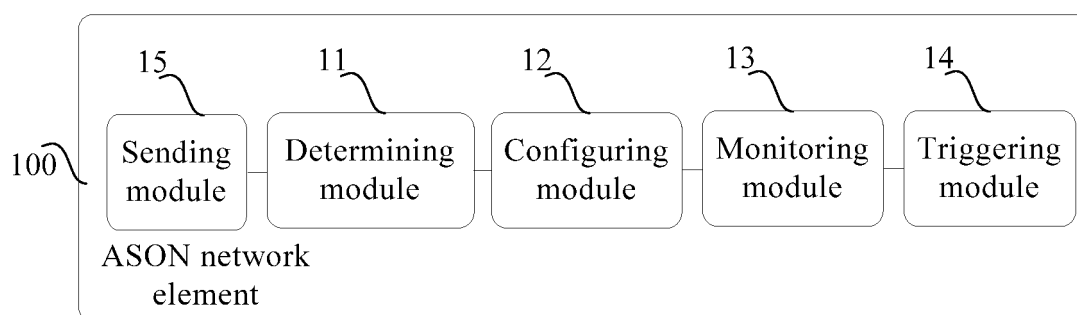 15
11
12
13
14
100
Sending
module
Determining
module
Configuring
module
Monitoring
module
Triggering
module
ASON network
element